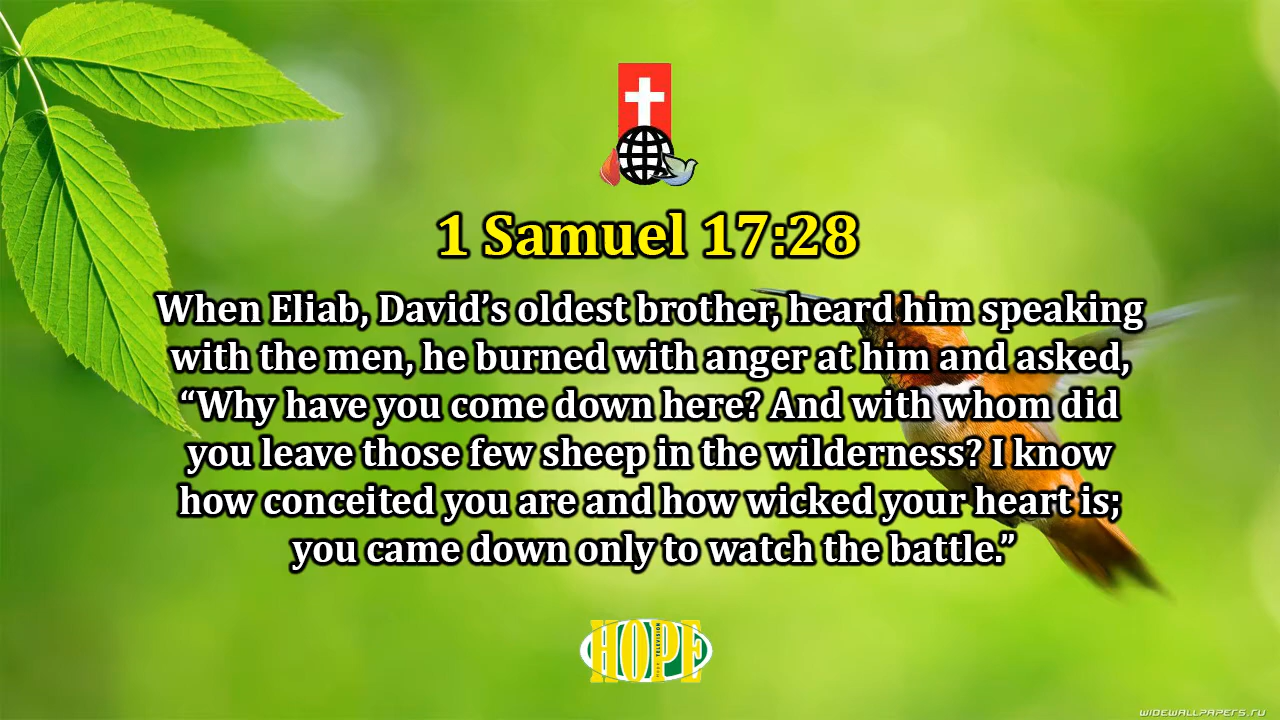 1 Samuel 17:28
When Eliab, David’s oldest brother, heard him speaking
with the men, he burned with anger at him and asked,
“Why have you come down here? And with whom did
you leave those few sheep in the wilderness? I know
how conceited you are and how wicked your heart is;
you came down only to watch the battle.”
HOPE
TELEVISION
WIDEWALLPAPERS.RU